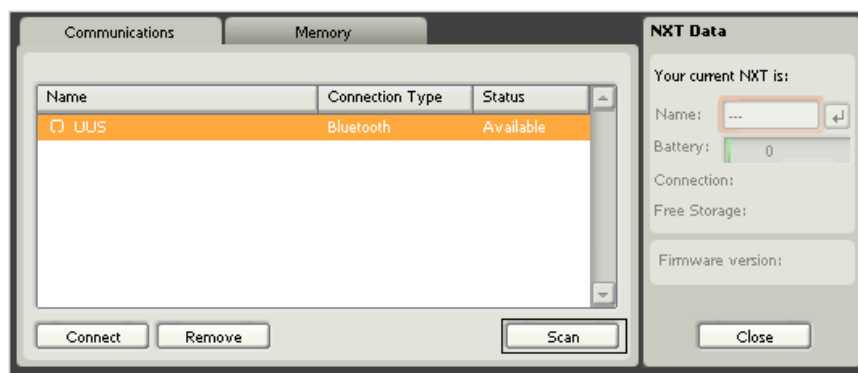 Communications Memory
Name Connection Type Status
UUS Bluetooth Available
Connect Remove Scan
NXT Data
Your current NXT is:
Name: ---
Battery: 0
Connection:
Free Storage:
Firmware version:
Close